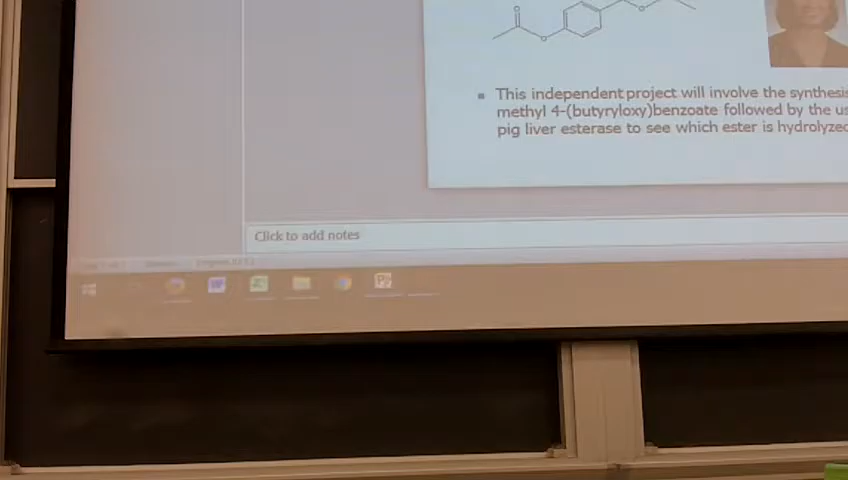 This independent project will involve the synthesis
methyl 4-(butyryloxy)benzoate followed by the us
pig liver esterase to see which ester is hydrolyzed
Click to add notes